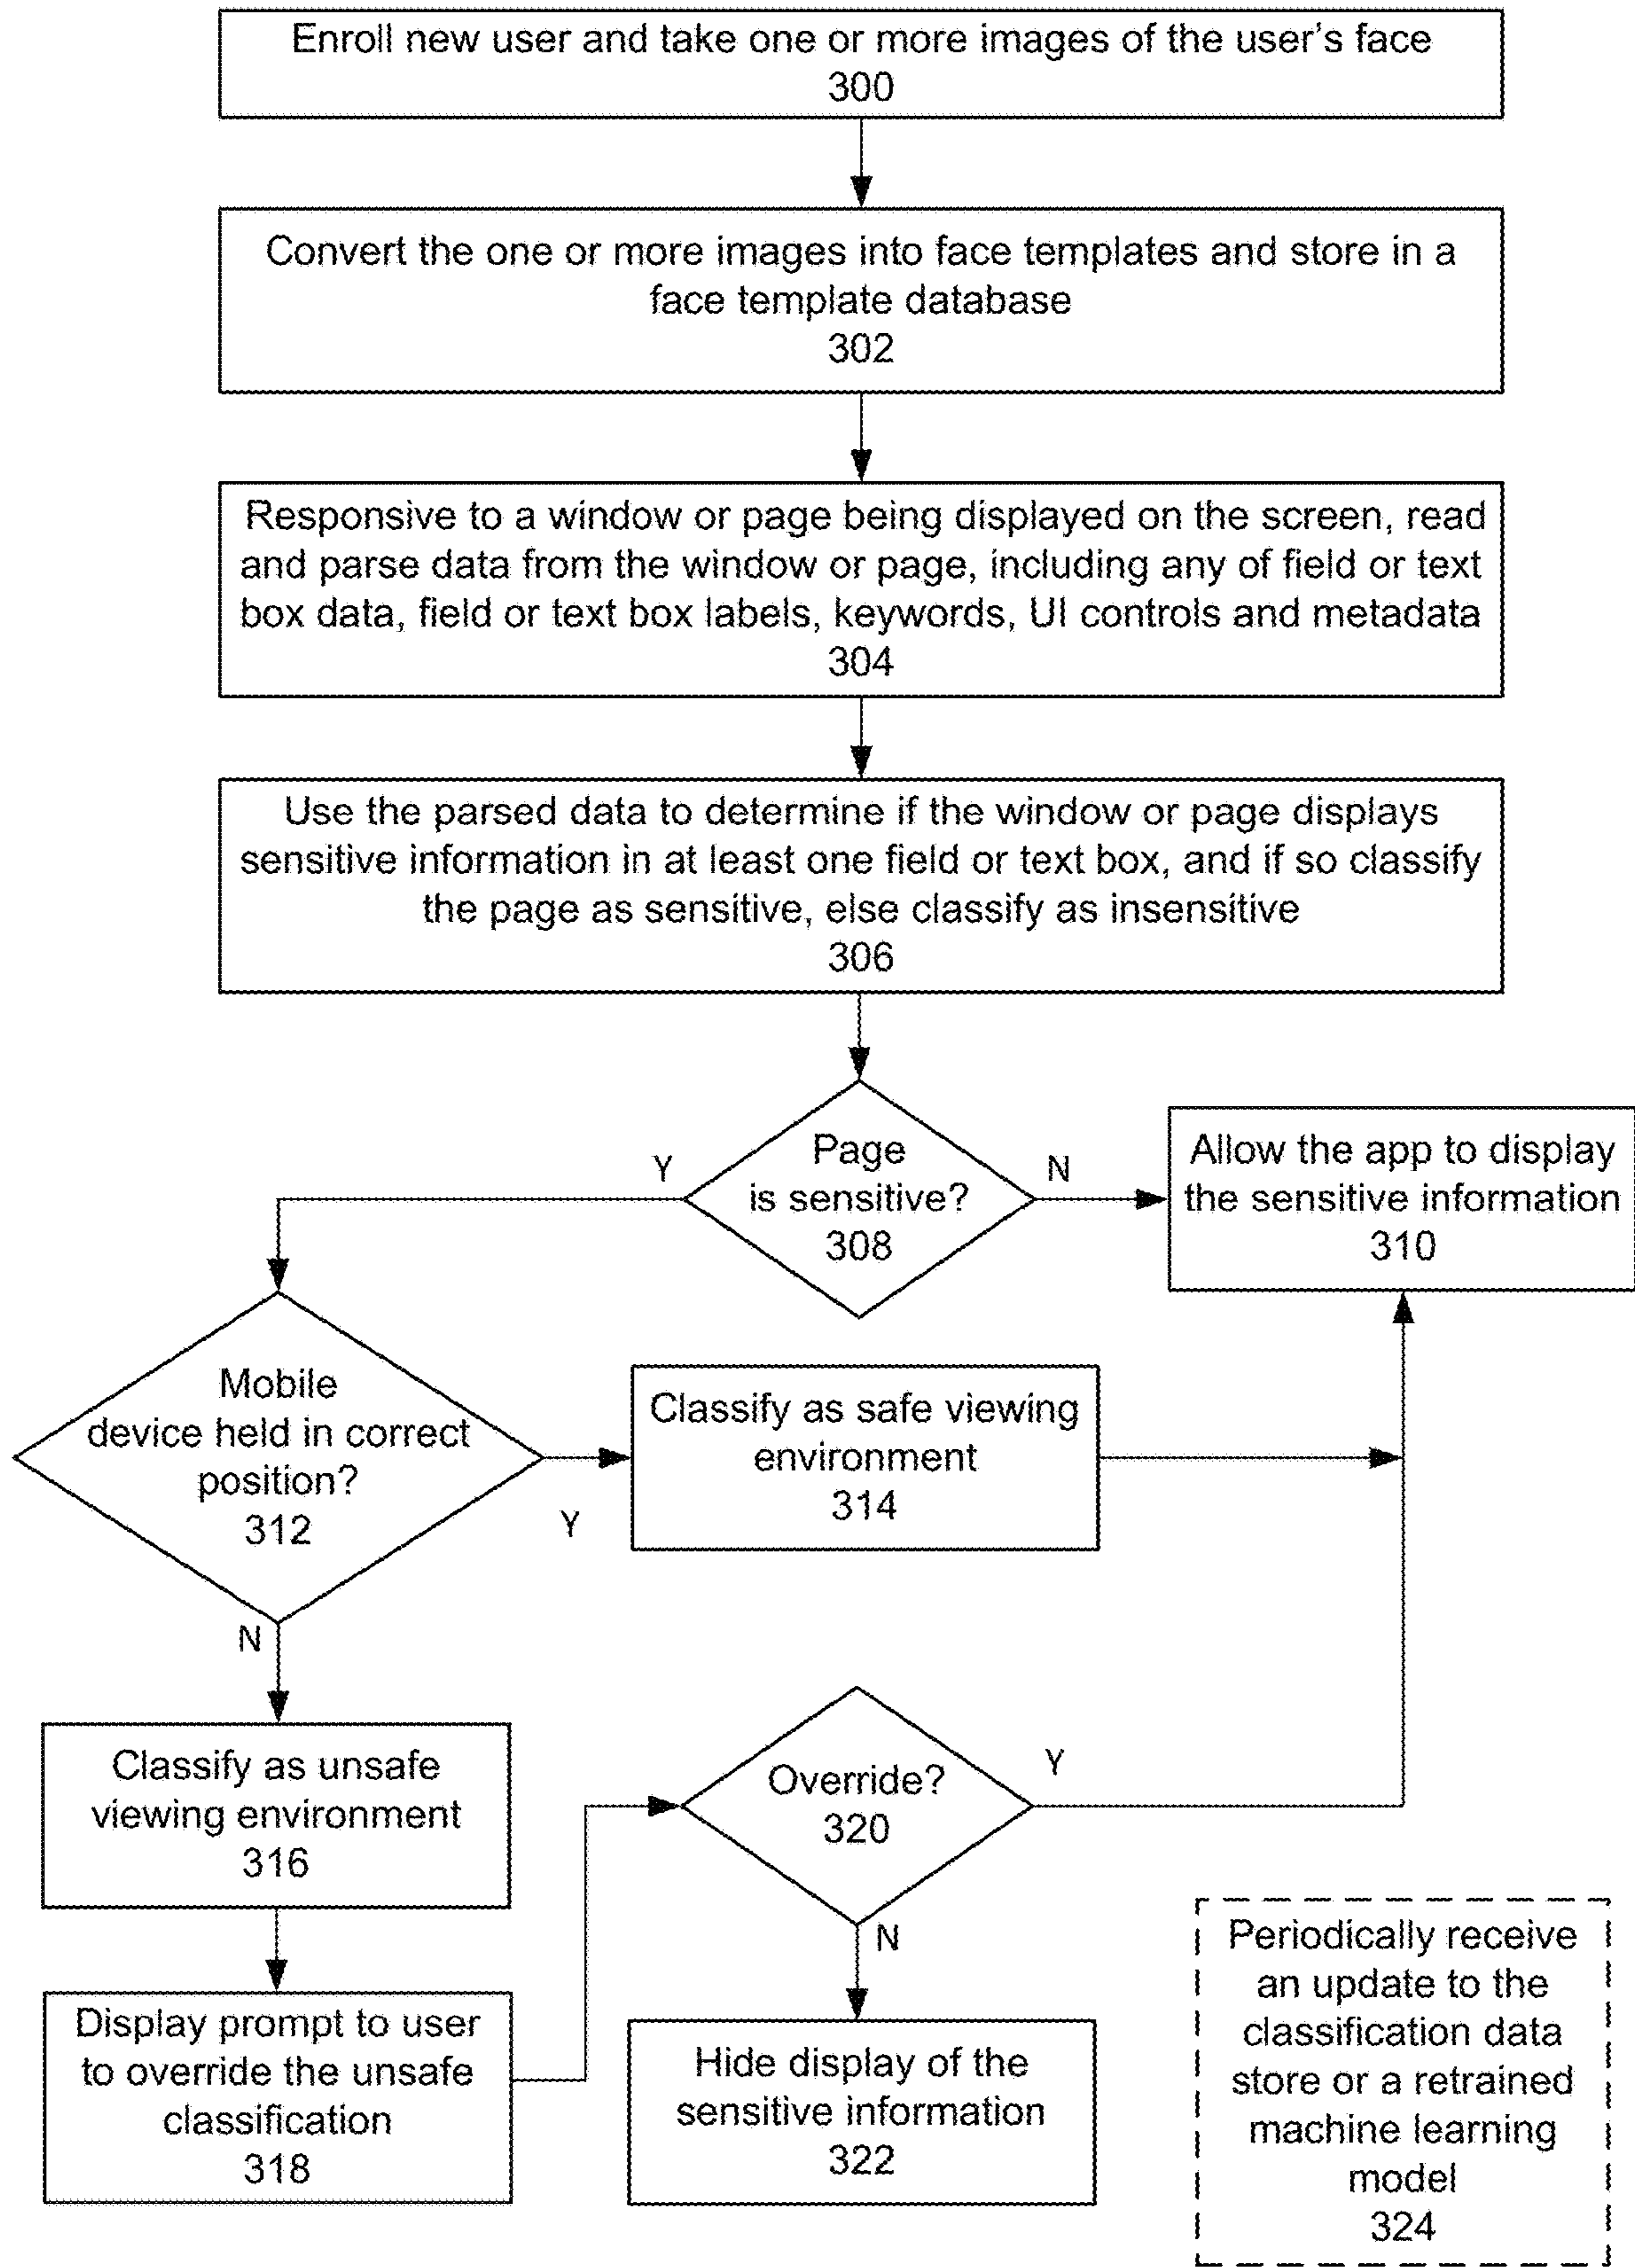 Enroll new user and take one or more images of the user's face
300
Convert the one or more images into face templates and store in a
face template database
302
Responsive to a window or page being displayed on the screen, read
and parse data from the window or page, including any of field or text
box data, field or text box labels, keywords, UI controls and metadata
304
Use the parsed data to determine if the window or page displays
sensitive information in at least one field or text box, and if so classify
the page as sensitive, else classify as insensitive
306
Page
is sensitive?
308
Y
N
Allow the app to display
the sensitive information
310
Mobile
device held in correct
position?
312
Y
N
Classify as safe viewing
environment
314
Classify as unsafe
viewing environment
316
Display prompt to user
to override the unsafe
classification
318
Override?
320
Y
N
Hide display of the
sensitive information
322
Periodically receive
an update to the
classification data
store or a retrained
machine learning
model
324